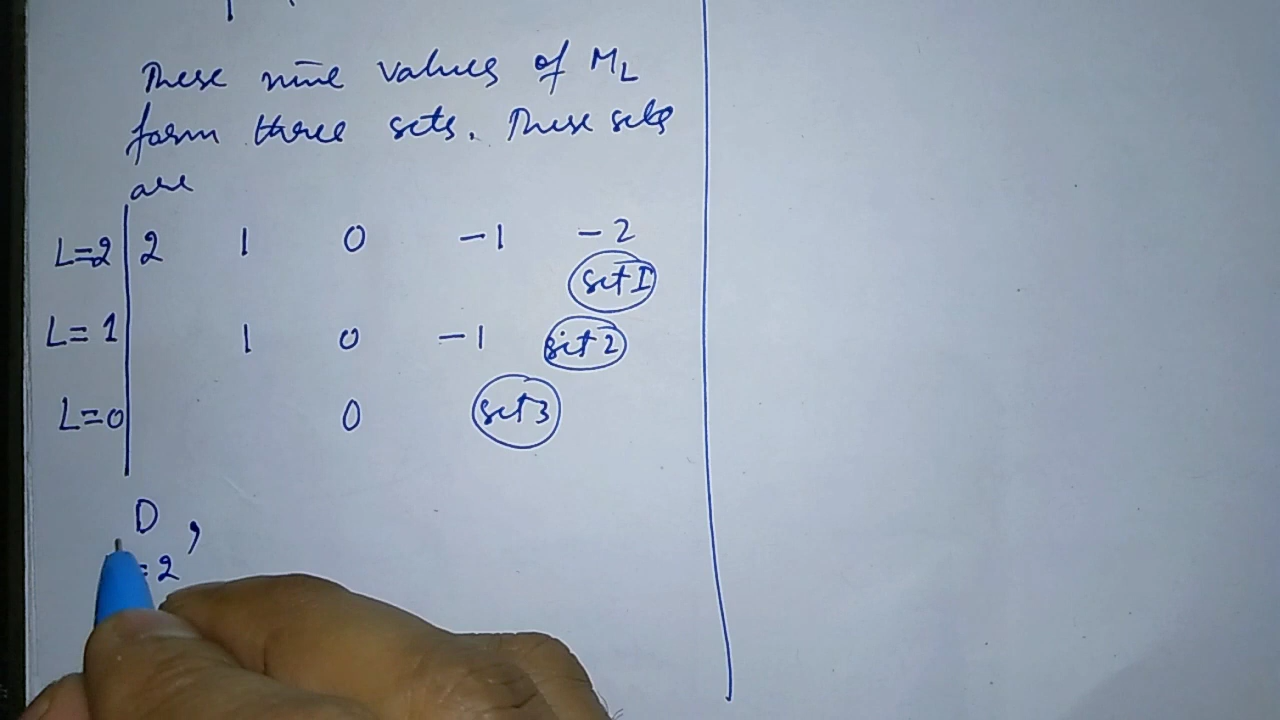 These nine values of ML
form three sets. These sets
are
L=2 2 1 0 -1 -2
set I
L=1 1 0 -1 set 2
L=0 0 set 3
D,
=2